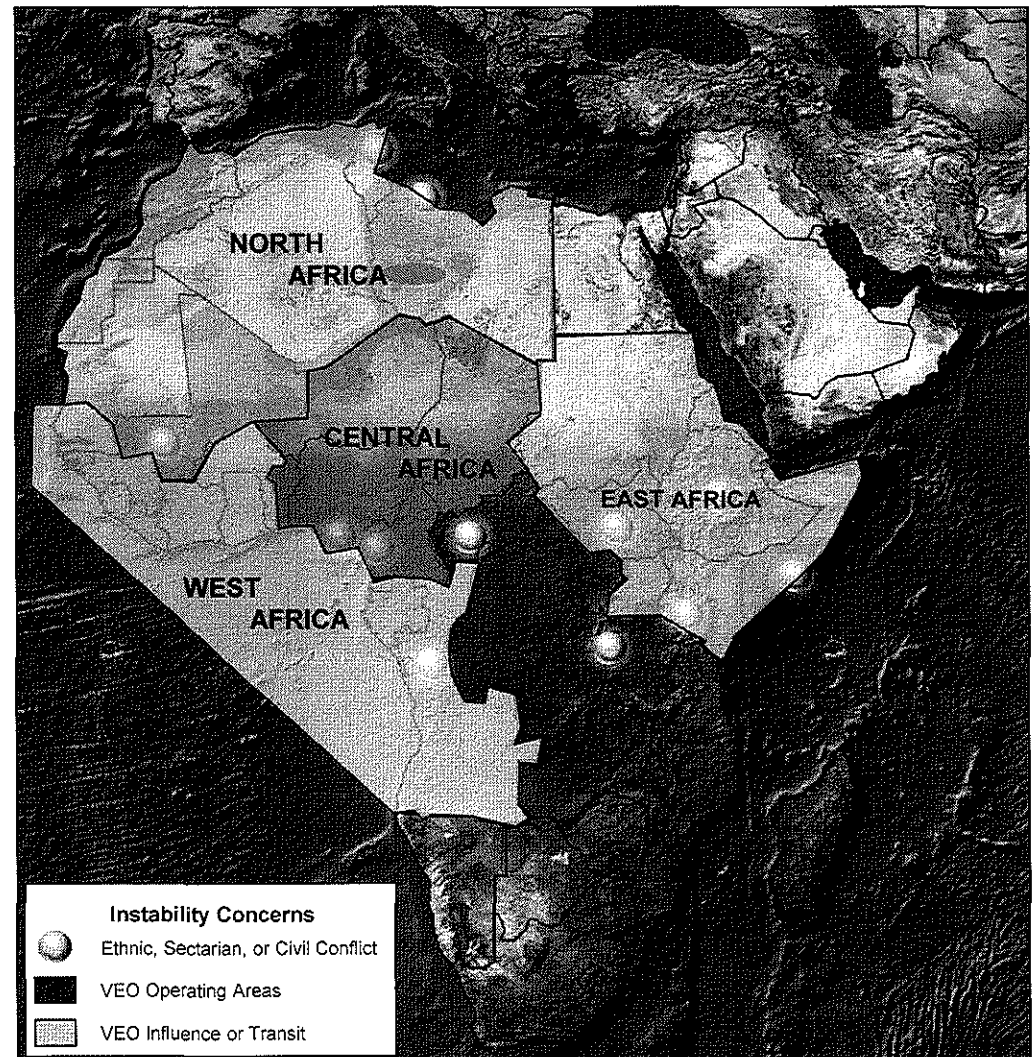 NORTH
AFRICA
CENTRAL
AFRICA
EAST AFRICA
WEST
AFRICA
Instability Concerns
Ethnic, Sectarian, or Civil Conflict
VEO Operating Areas
VEO Influence or Transit